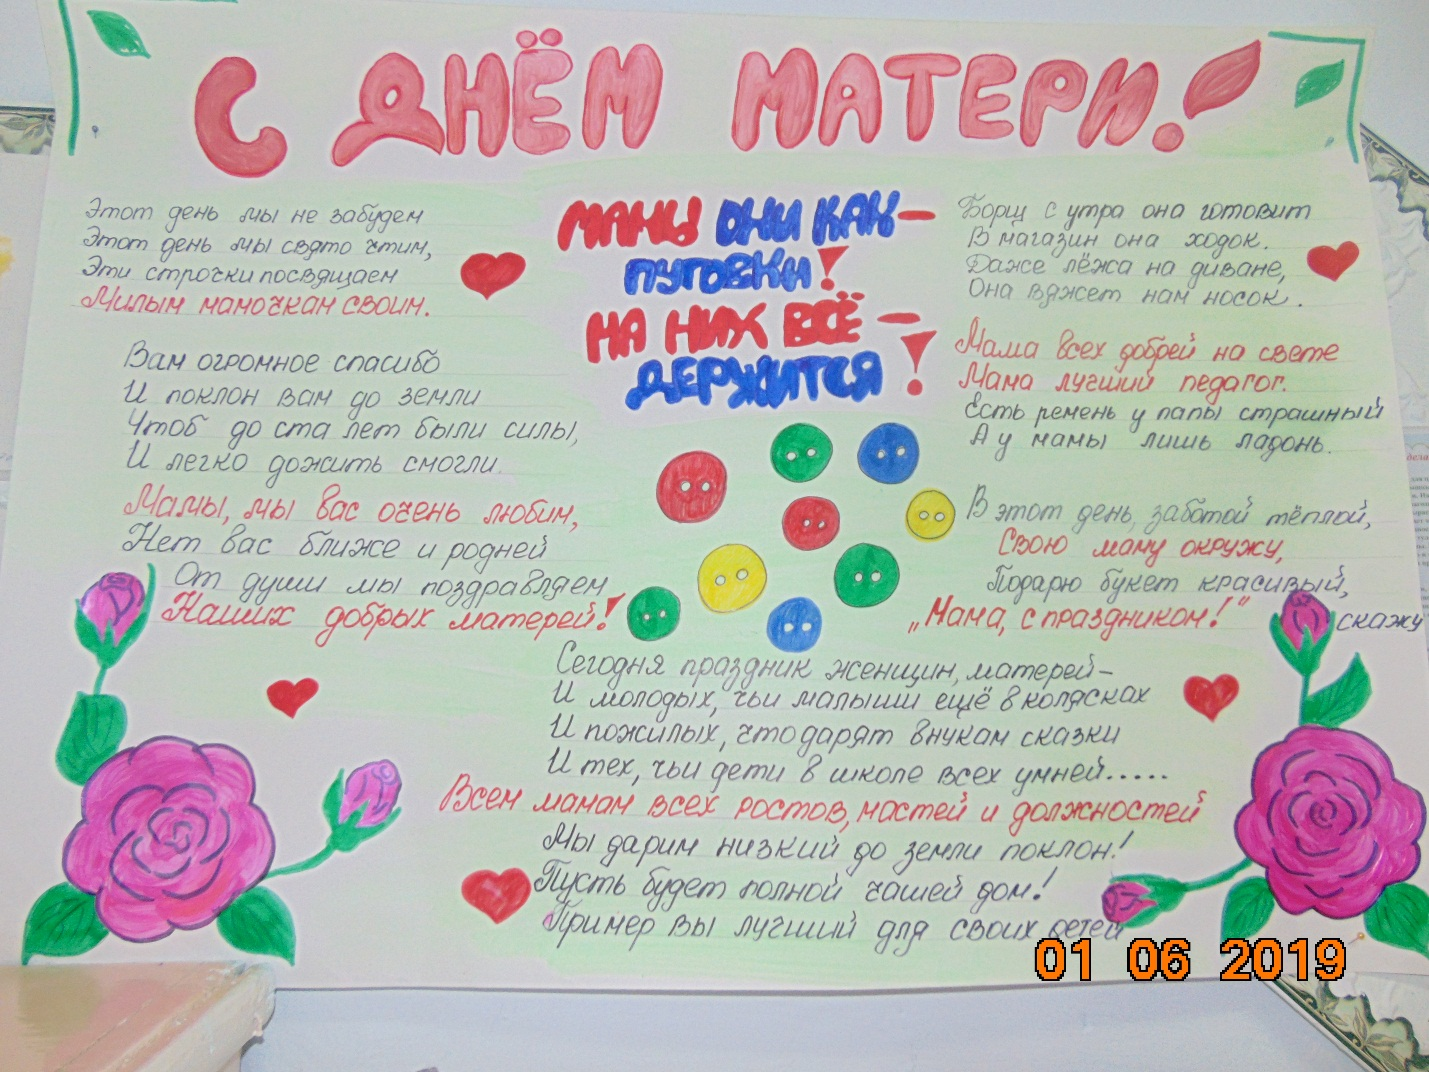 С ДНЁМ МАТЕРИ!
Этот день мы не забудем
Этот день мы свято чтим,
Эти строчки посвящаем
Милым мамочкам своим.
Вам огромное спасибо
И поклон вам до земли
Чтоб до ста лет были силы,
И легко дожить смогли.
Мамы, мы вас очень любим,
Нет вас ближе и родней
От души мы поздравляем
Наших добрых матерей!
МАМЫ ОНИ КАК —
ПУГОВКИ!
НА НИХ ВСЁ —
ДЕРЖИТСЯ!
Борщ с утра она готовит
В магазин она ходок.
Даже лёжа на диване,
Она вяжет нам носок.
Мама всех добрей на свете
Мама лучший педагог.
Есть ремень у папы страшный
А у мамы лишь ладонь.
В этот день, заботой тёплой,
Свою маму окружу,
Подарю букет красивый,
„Мама, с праздником!" скажу
Сегодня праздник женщин, матерей-
И молодых, чьи малыши ещё в колясках
И пожилых, что дарят внукам сказки
И тех, чьи дети в школе всех умней.....
Всем мамам всех ростов, мастей и должностей
Мы дарим низкий до земли поклон!
Пусть будет полной чашей дом!
Пример вы лучший для своих детей
01 06 2019